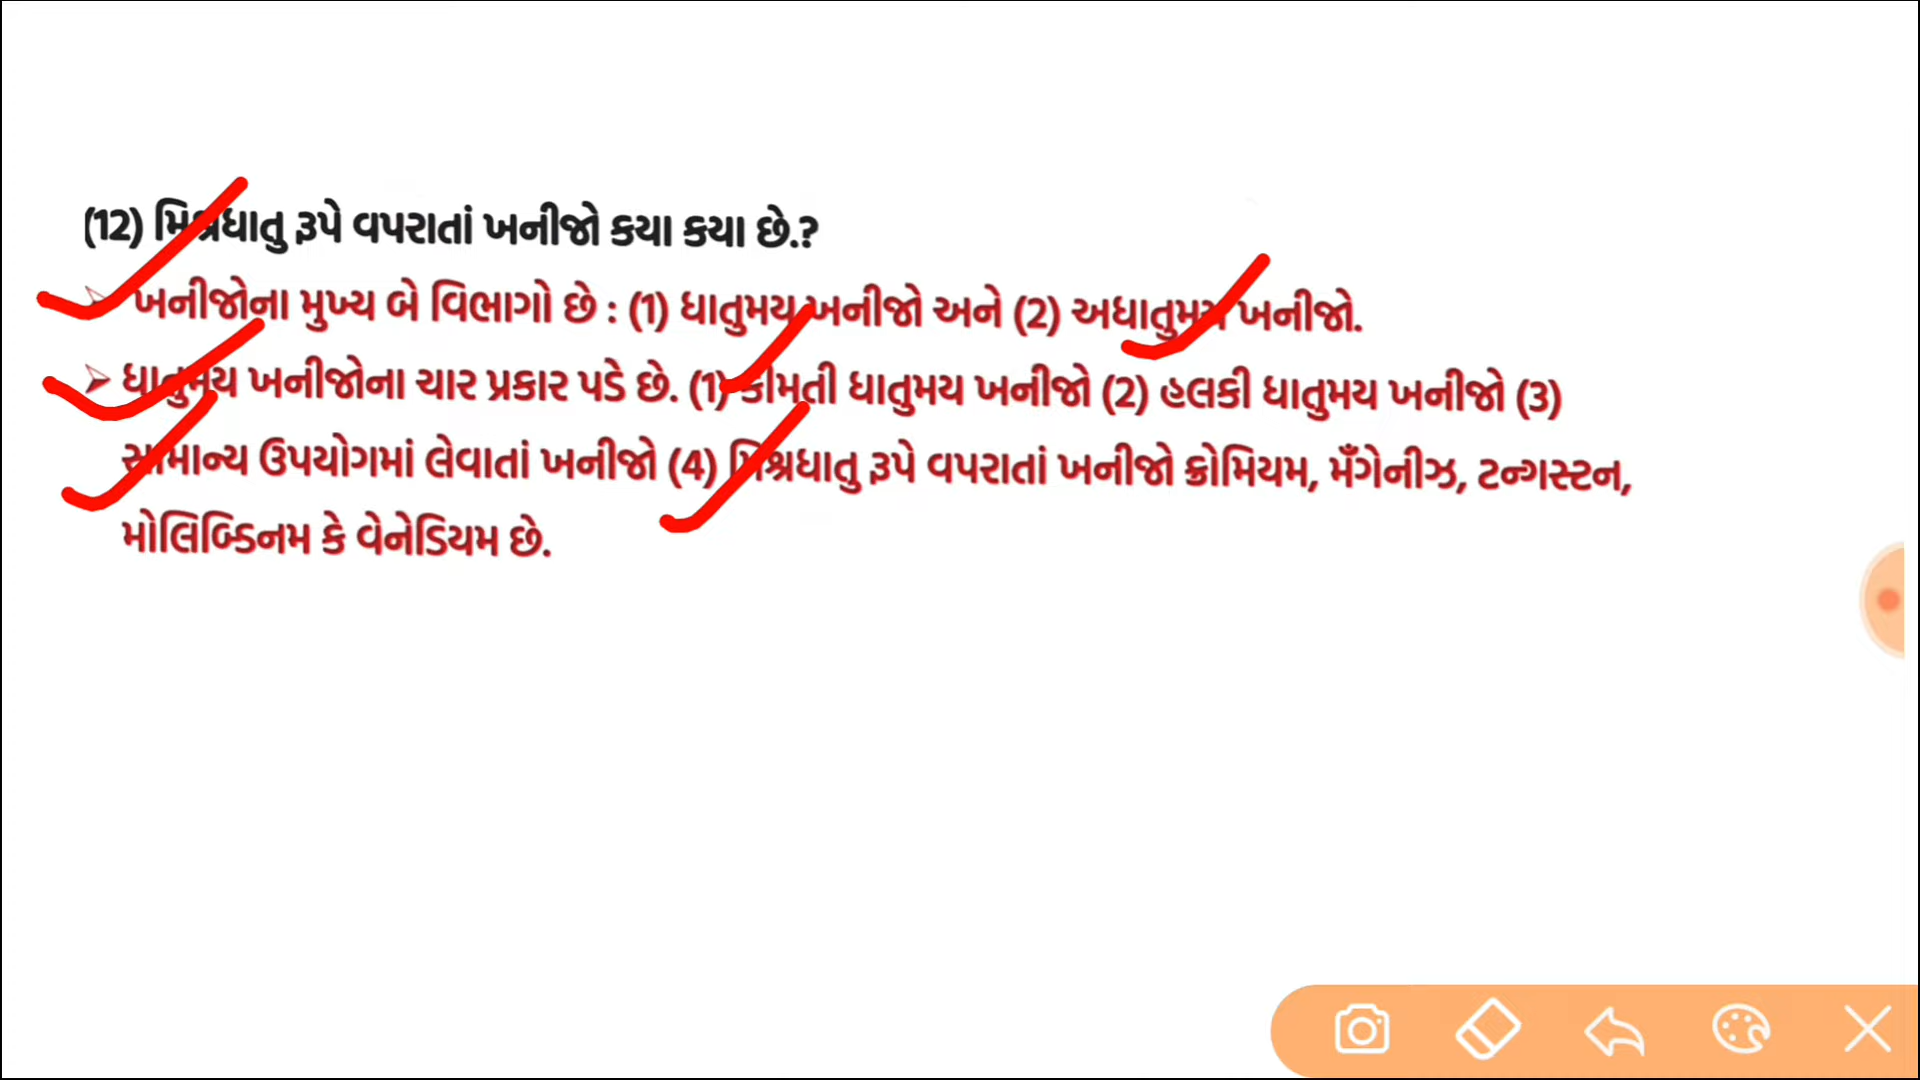 (12) મિશ્રધાતુ રૂપે વપરાતાં ખનીજો કયા કયા છે.?
➢ ખનીજોના મુખ્ય બે વિભાગો છે : (1) ધાતુમય ખનીજો અને (2) અધાતુમય ખનીજો.
➢ ધાતુમય ખનીજોના ચાર પ્રકાર પડે છે. (1) કીમતી ધાતુમય ખનીજો (2) હલકી ધાતુમય ખનીજો (3)
સામાન્ય ઉપયોગમાં લેવાતાં ખનીજો (4) મિશ્રધાતુ રૂપે વપરાતાં ખનીજો ક્રોમિયમ, મૅંગેનીઝ, ટન્ગસ્ટન,
મોલિબ્ડિનમ કે વેનેડિયમ છે.